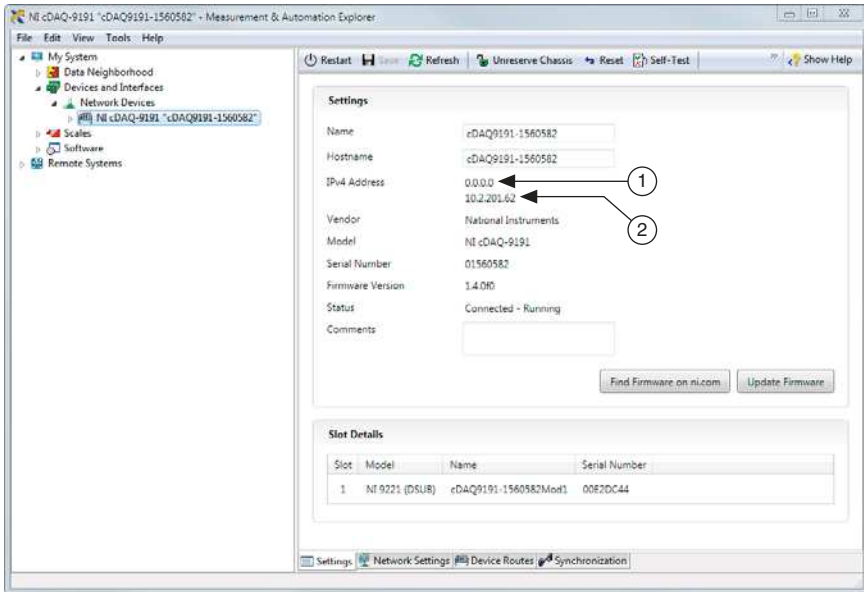 NI cDAQ-9191 "cDAQ9191-1560582" - Measurement & Automation Explorer
File Edit View Tools Help
My System
Data Neighborhood
Devices and Interfaces
Network Devices
NI cDAQ-9191 "cDAQ9191-1560582"
Scales
Software
Remote Systems
Restart Save Refresh Unreserve Chassis Reset Self-Test » Show Help
Settings
Name cDAQ9191-1560582
Hostname cDAQ9191-1560582
IPv4 Address 0.0.0.0
10.2.201.62
1
2
Vendor National Instruments
Model NI cDAQ-9191
Serial Number 01560582
Firmware Version 1.4.0f0
Status Connected - Running
Comments
Find Firmware on ni.com Update Firmware
Slot Details
Slot Model Name Serial Number
1 NI 9221 (DSUB) cDAQ9191-1560582Mod1 00E2DC44
Settings Network Settings Device Routes Synchronization